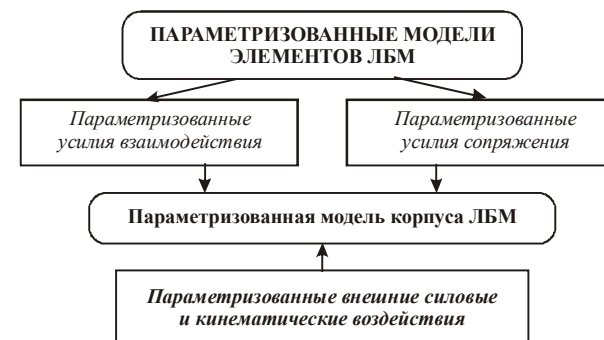 ПАРАМЕТРИЗОВАННЫЕ МОДЕЛИ
ЭЛЕМЕНТОВ ЛБМ
Параметризованные
усилия взаимодействия
Параметризованные
усилия сопряжения
Параметризованная модель корпуса ЛБМ
Параметризованные внешние силовые
и кинематические воздействия